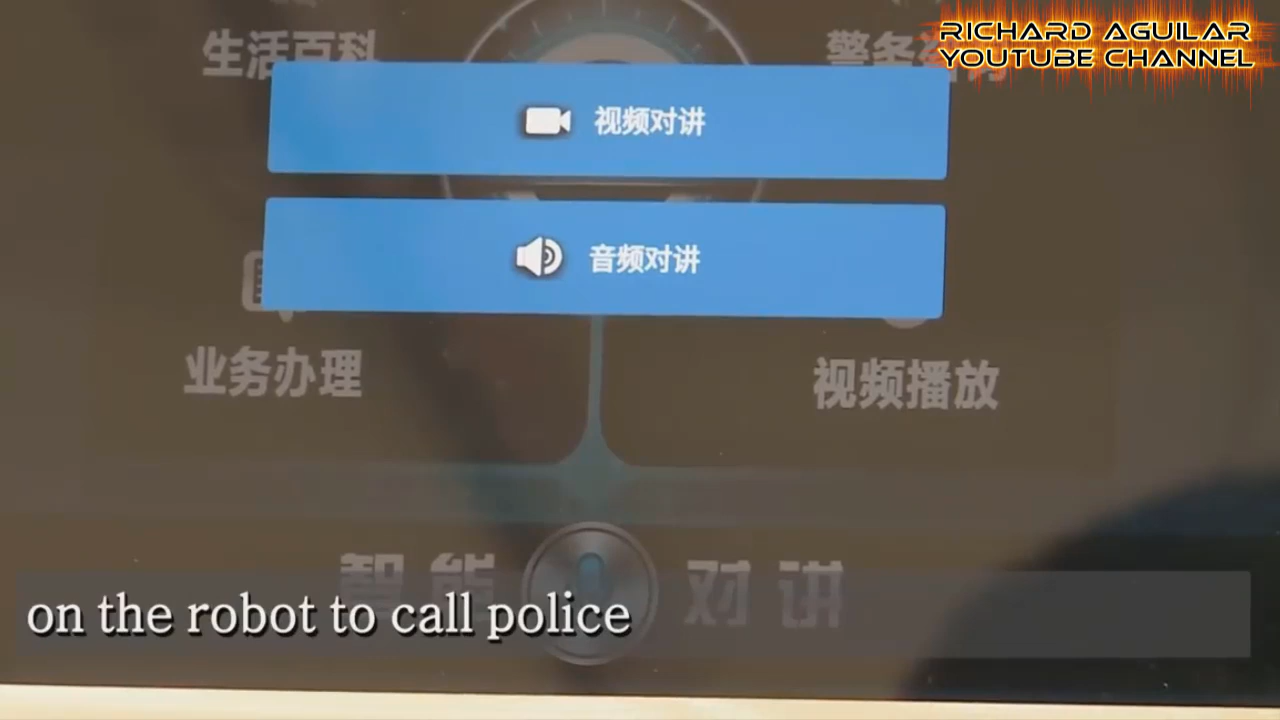 RICHARD AGUILAR
YOUTUBE CHANNEL
生活百科
视频对讲
音频对讲
业务办理
视频播放
智能 对讲
on the robot to call police